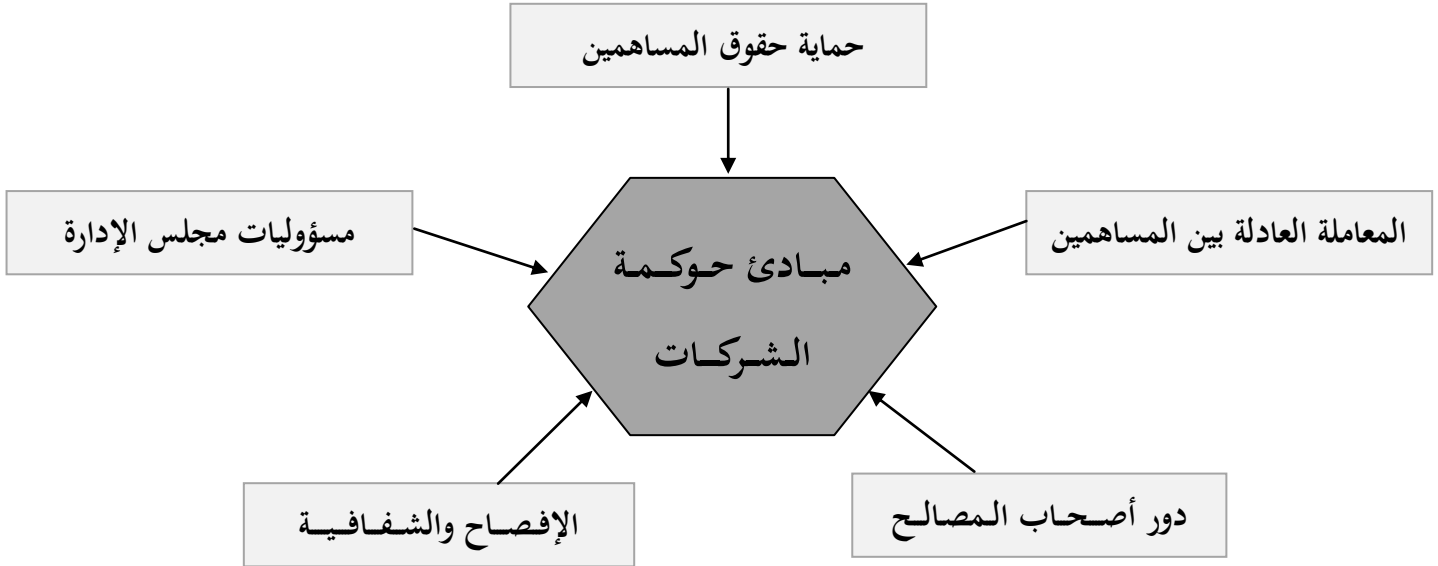 حماية حقوق المساهمين
المعاملة العادلة بين المساهمين
مسؤوليات مجلس الإدارة
مبادئ حوكمة
الشركات
دور أصحاب المصالح
الإفصاح والشفافية